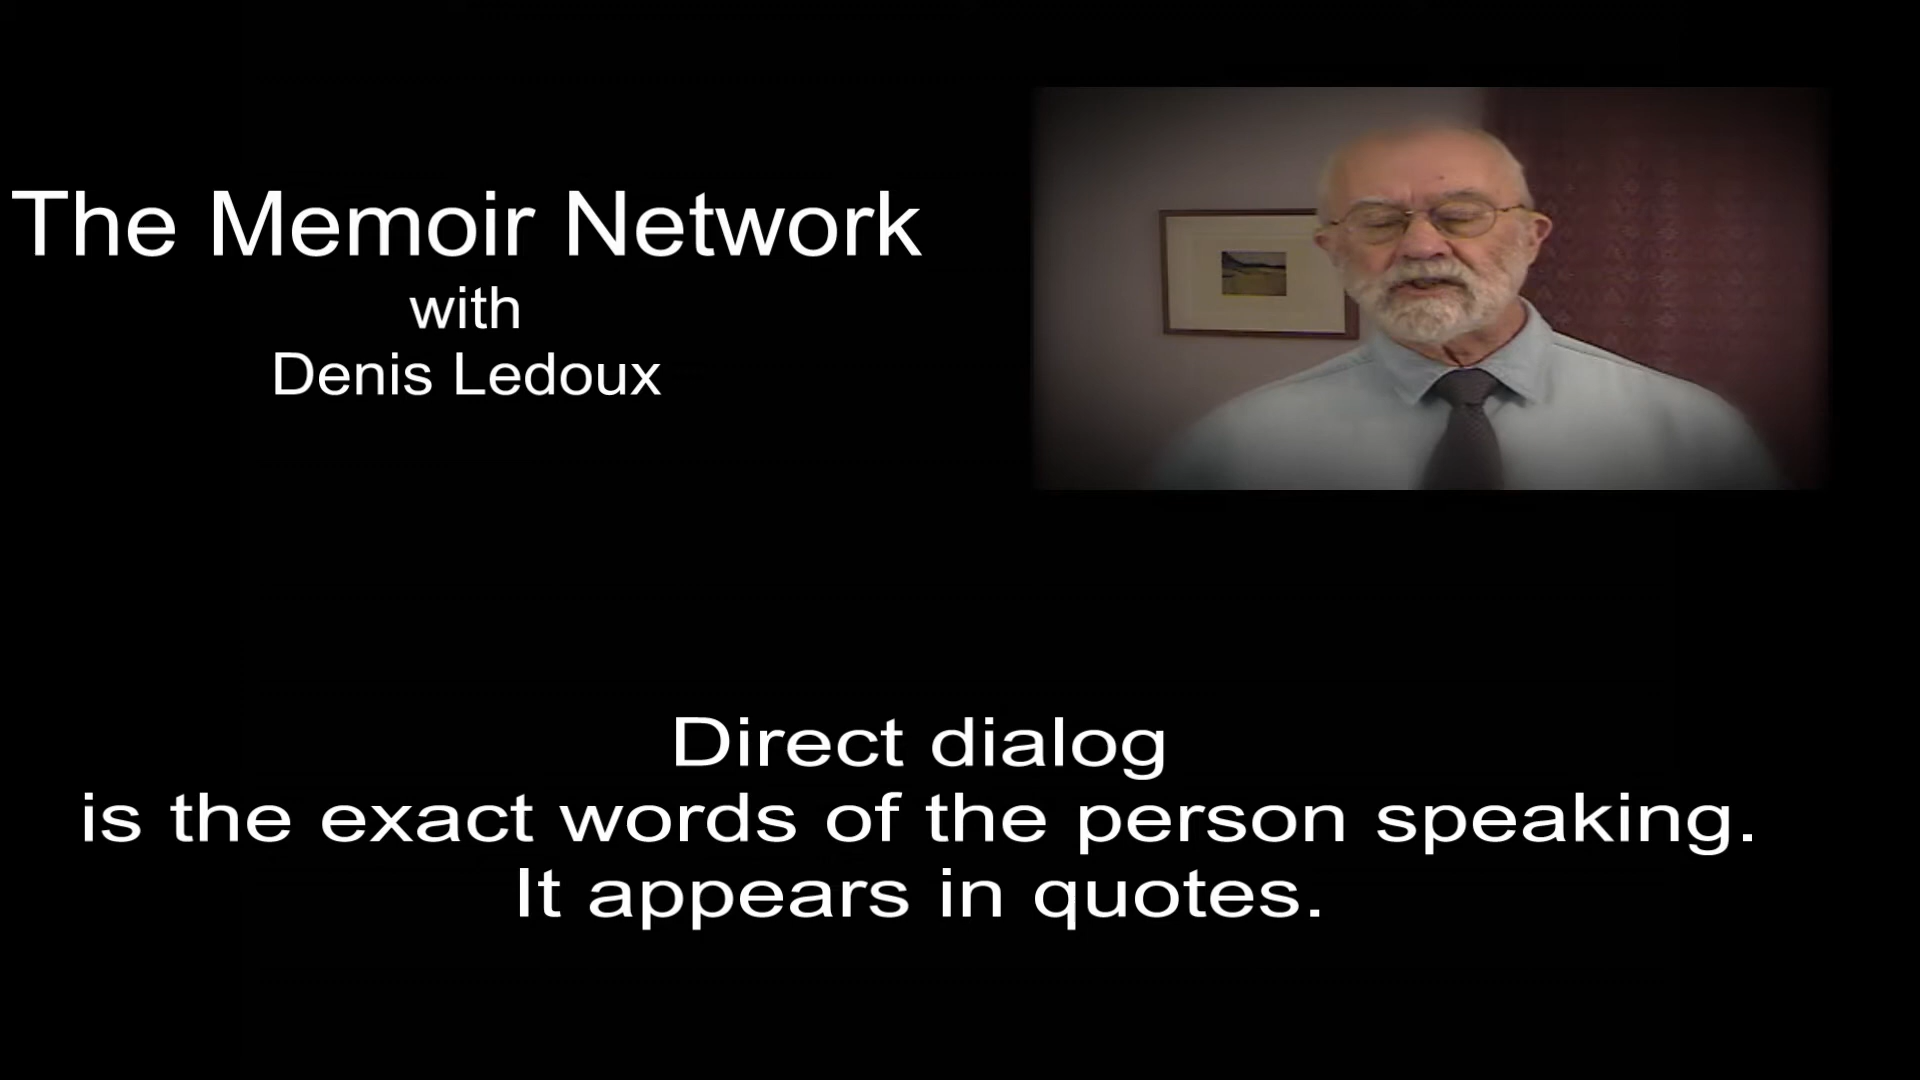 The Memoir Network
with
Denis Ledoux
Direct dialog
is the exact words of the person speaking.
It appears in quotes.